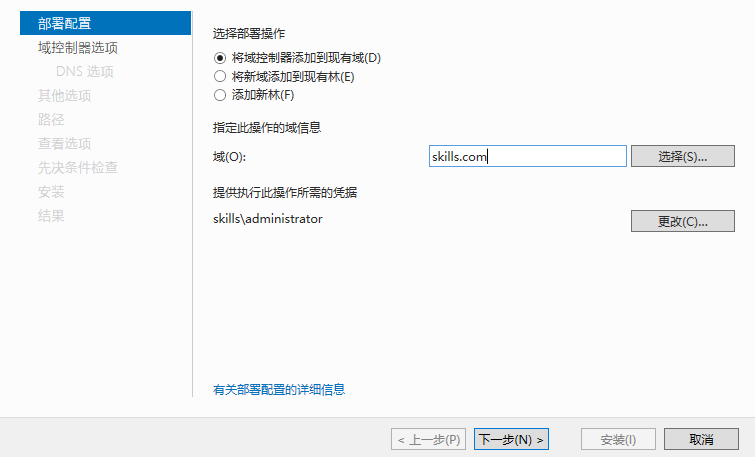 部署配置
域控制器选项
DNS 选项
其他选项
路径
查看选项
先决条件检查
安装
结果
选择部署操作
将域控制器添加到现有域(D)
将新域添加到现有林(E)
添加新林(F)
指定此操作的域信息
域(O):
skills.com
选择(S)...
提供执行此操作所需的凭据
skills\administrator
更改(C)...
有关部署配置的详细信息
< 上一步(P)
下一步(N) >
安装(I)
取消